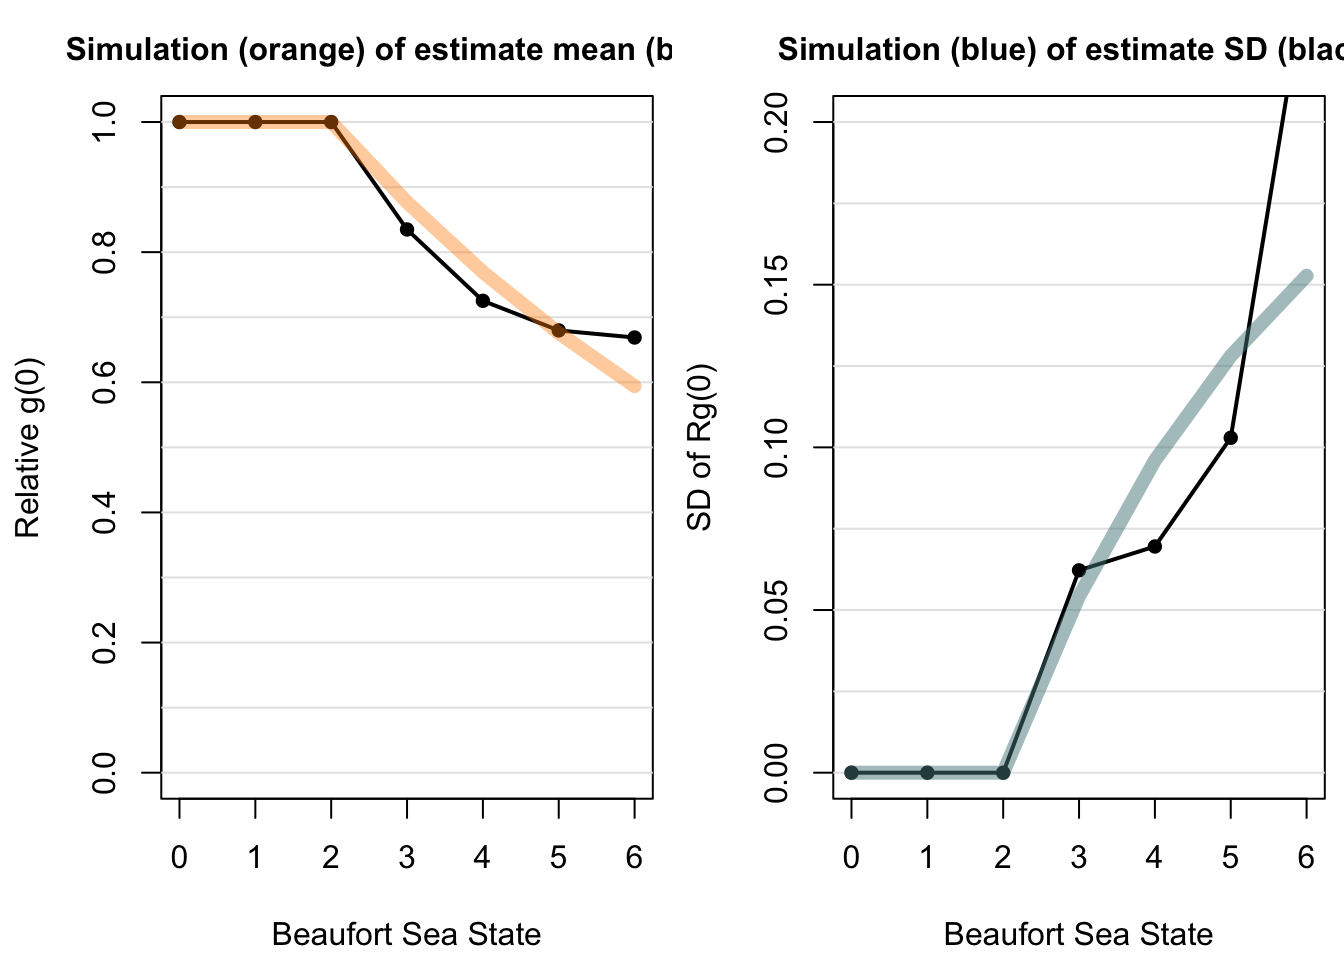 Simulation (orange) of estimate mean (b
Relative g(0)
1.0
0.8
0.6
0.4
0.2
0.0
0 1 2 3 4 5 6
Beaufort Sea State
Simulation (blue) of estimate SD (blac
SD of Rg(0)
0.20
0.15
0.10
0.05
0.00
0 1 2 3 4 5 6
Beaufort Sea State